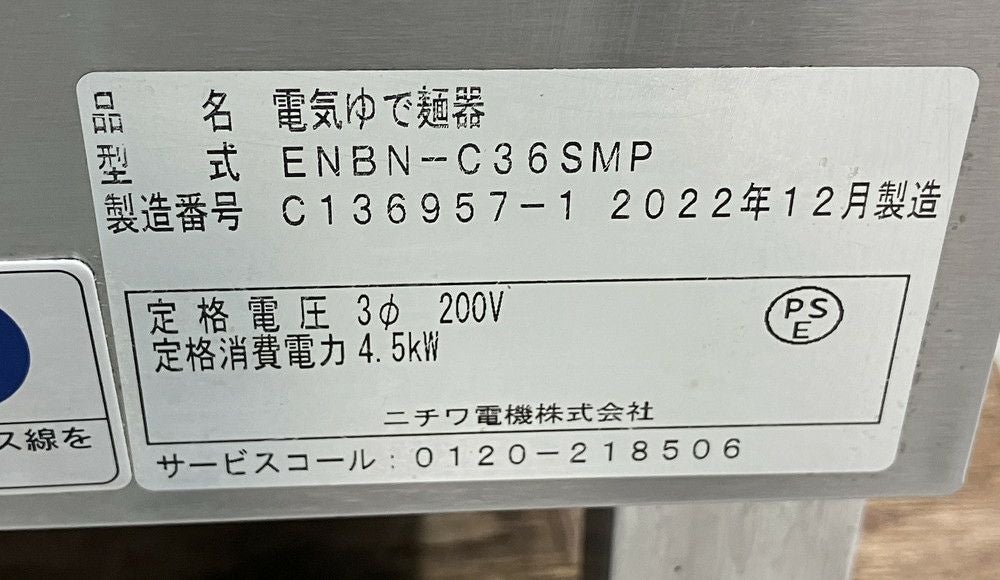 品 名 電気ゆで麺器
型 式 ENBN-C36SMP
製造番号 C136957-1 2022年12月製造
定格電圧 3φ 200V
PS
E
定格消費電力 4.5kW
ニチワ電機株式会社
サービスコール：0120-218506
ス線を